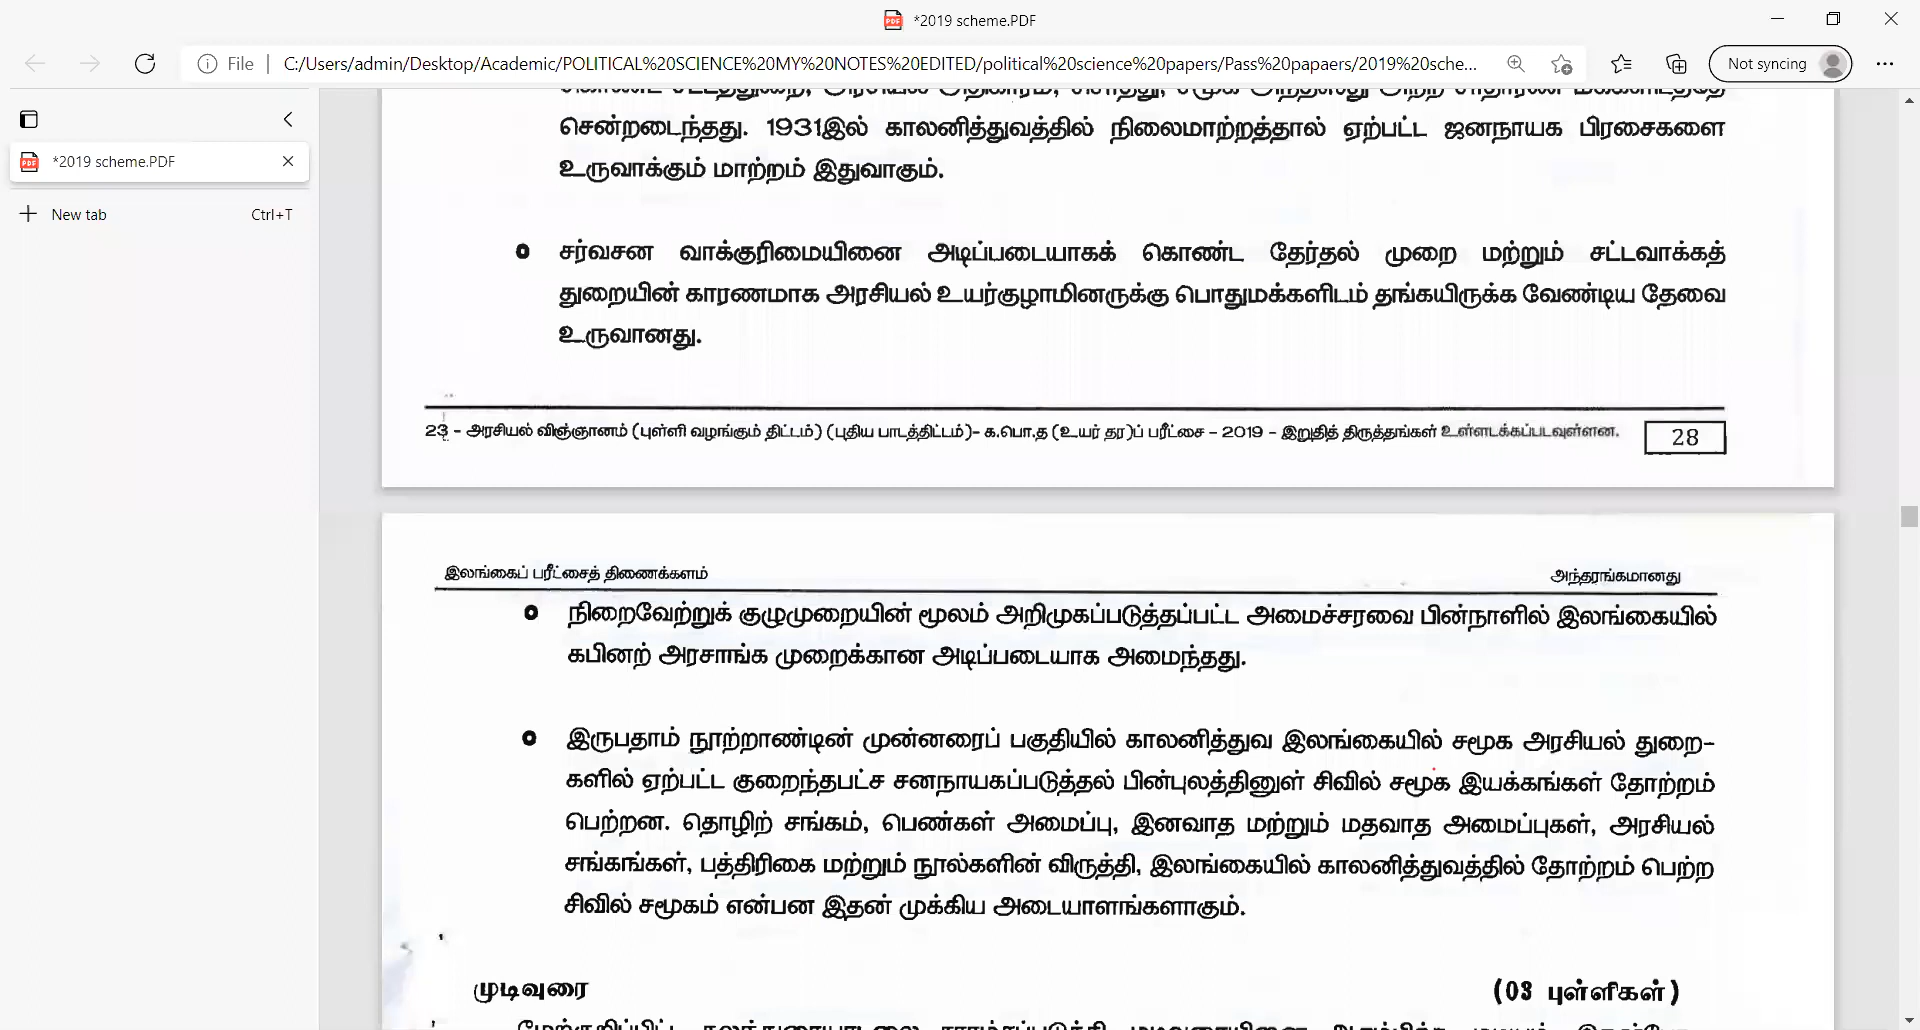 *2019 scheme.PDF
File
C:/Users/admin/Desktop/Academic/POLITICAL%20SCIENCE%20MY%20NOTES%20EDITED/political%20science%20papers/Pass%20papaers/2019%20sche...
Not syncing
*2019 scheme.PDF
New tab Ctrl+T
சென்றடைந்தது. 1931இல் காலனித்துவத்தில் நிலைமாற்றத்தால் ஏற்பட்ட ஜனநாயக பிரசைகளை
உருவாக்கும் மாற்றம் இதுவாகும்.
சர்வசன வாக்குரிமையினை அடிப்படையாகக் கொண்ட தேர்தல் முறை மற்றும் சட்டவாக்கத்
துறையின் காரணமாக அரசியல் உயர்குழாமினருக்கு பொதுமக்களிடம் தங்கயிருக்க வேண்டிய தேவை
உருவானது.
23 - அரசியல் விஞ்ஞானம் (புள்ளி வழங்கும் திட்டம்) (புதிய பாடத்திட்டம்)- க.பொ.த (உயர் தர)ப் பரீட்சை - 2019 - இறுதித் திருத்தங்கள் உள்ளடக்கப்படவுள்ளன. 28
இலங்கைப் பரீட்சைத் திணைக்களம் அந்தரங்கமானது
நிறைவேற்றுக் குழுமுறையின் மூலம் அறிமுகப்படுத்தப்பட்ட அமைச்சரவை பின்நாளில் இலங்கையில்
கபினற் அரசாங்க முறைக்கான அடிப்படையாக அமைந்தது.
இருபதாம் நூற்றாண்டின் முன்னரைப் பகுதியில் காலனித்துவ இலங்கையில் சமூக அரசியல் துறை-
களில் ஏற்பட்ட குறைந்தபட்ச சனநாயகப்படுத்தல் பின்புலத்தினுள் சிவில் சமூக இயக்கங்கள் தோற்றம்
பெற்றன. தொழிற் சங்கம், பெண்கள் அமைப்பு, இனவாத மற்றும் மதவாத அமைப்புகள், அரசியல்
சங்கங்கள், பத்திரிகை மற்றும் நூல்களின் விருத்தி, இலங்கையில் காலனித்துவத்தில் தோற்றம் பெற்ற
சிவில் சமூகம் என்பன இதன் முக்கிய அடையாளங்களாகும்.
முடிவுரை (03 புள்ளிகள்)